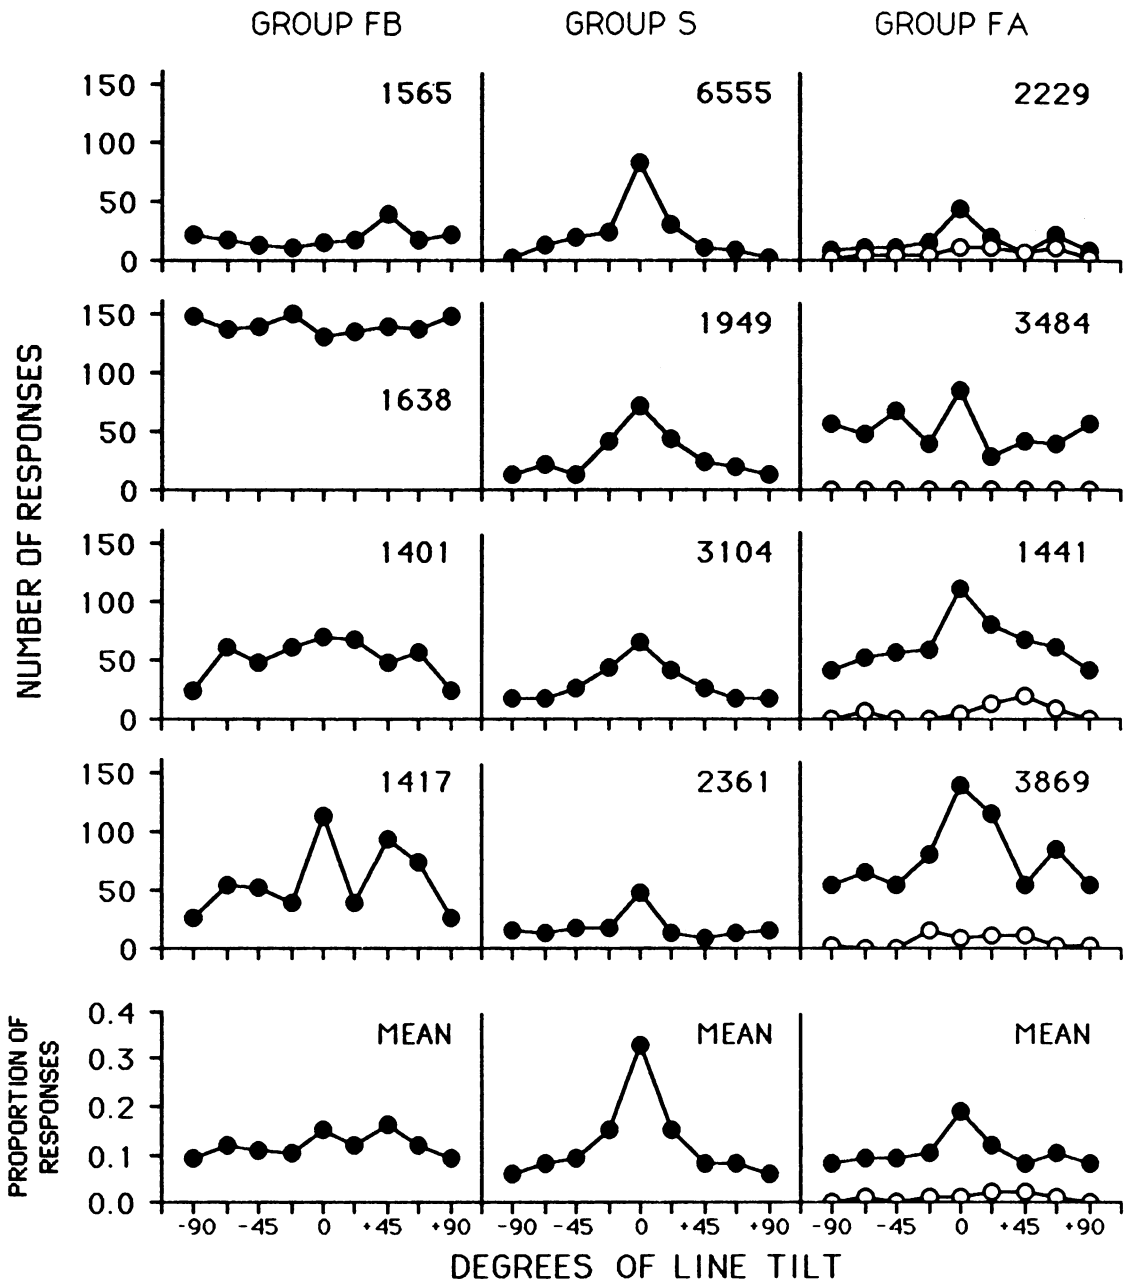 GROUP FB GROUP S GROUP FA
150 1565 6555 2229
100
50
0
150 1949 3484
100 1638
50
0
150 1401 3104 1441
100
50
0
150 1417 2361 3869
100
50
0
NUMBER OF RESPONSES
0.4 MEAN MEAN MEAN
0.3
0.2
0.1
0.0
PROPORTION OF
RESPONSES
-90 -45 0 +45 +90 -90 -45 0 +45 +90 -90 -45 0 +45 +90
DEGREES OF LINE TILT